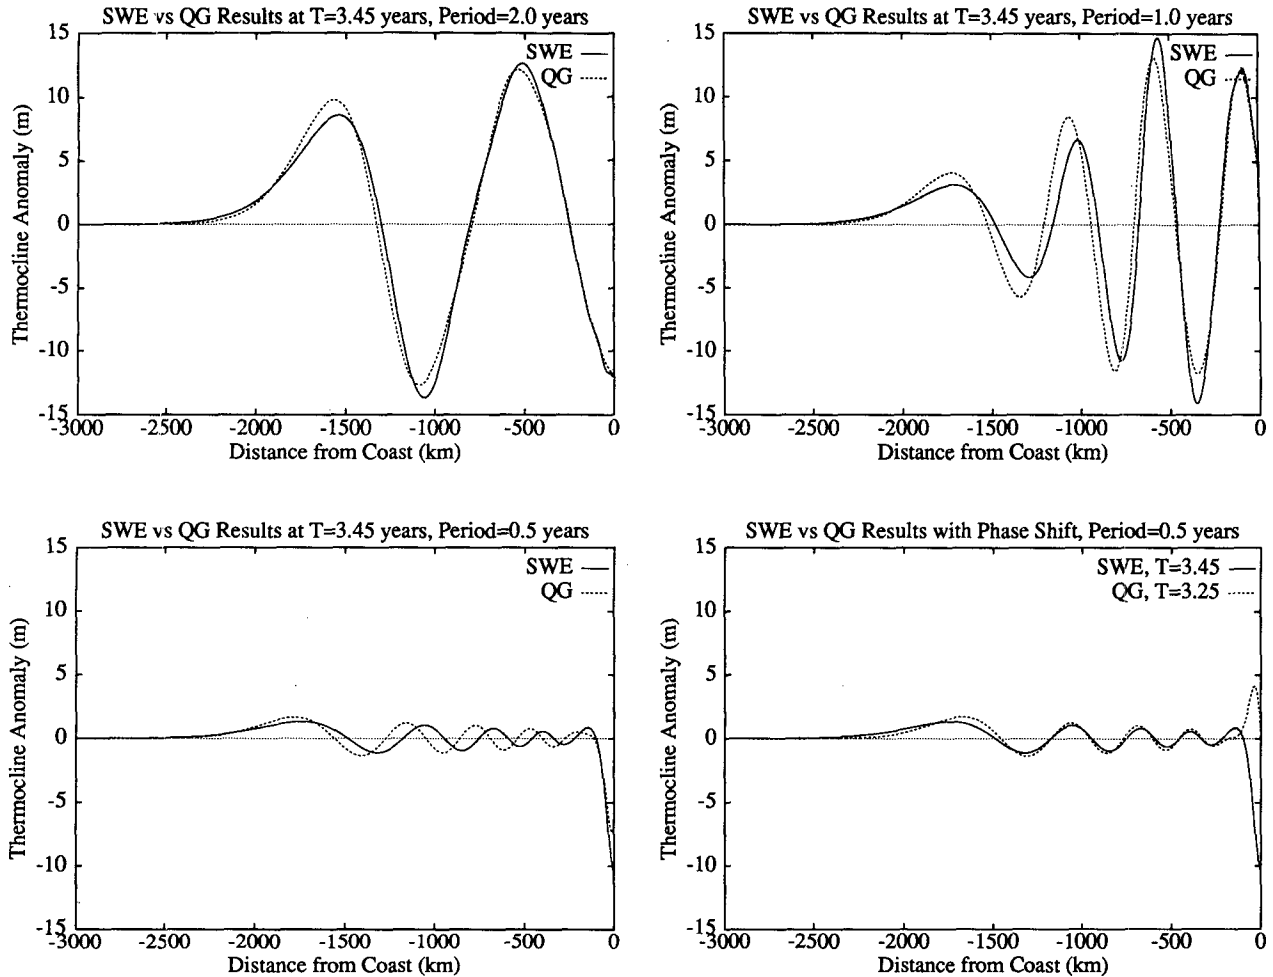 SWE vs QG Results at T=3.45 years, Period=2.0 years
15
10
5
0
-5
-10
-15
Thermocline Anomaly (m)
SWE
QG
-3000 -2500 -2000 -1500 -1000 -500 0
Distance from Coast (km)
SWE vs QG Results at T=3.45 years, Period=1.0 years
15
10
5
0
-5
-10
-15
Thermocline Anomaly (m)
SWE
QG
-3000 -2500 -2000 -1500 -1000 -500 0
Distance from Coast (km)
SWE vs QG Results at T=3.45 years, Period=0.5 years
15
10
5
0
-5
-10
-15
Thermocline Anomaly (m)
SWE
QG
-3000 -2500 -2000 -1500 -1000 -500 0
Distance from Coast (km)
SWE vs QG Results with Phase Shift, Period=0.5 years
15
10
5
0
-5
-10
-15
Thermocline Anomaly (m)
SWE, T=3.45
QG, T=3.25
-3000 -2500 -2000 -1500 -1000 -500 0
Distance from Coast (km)